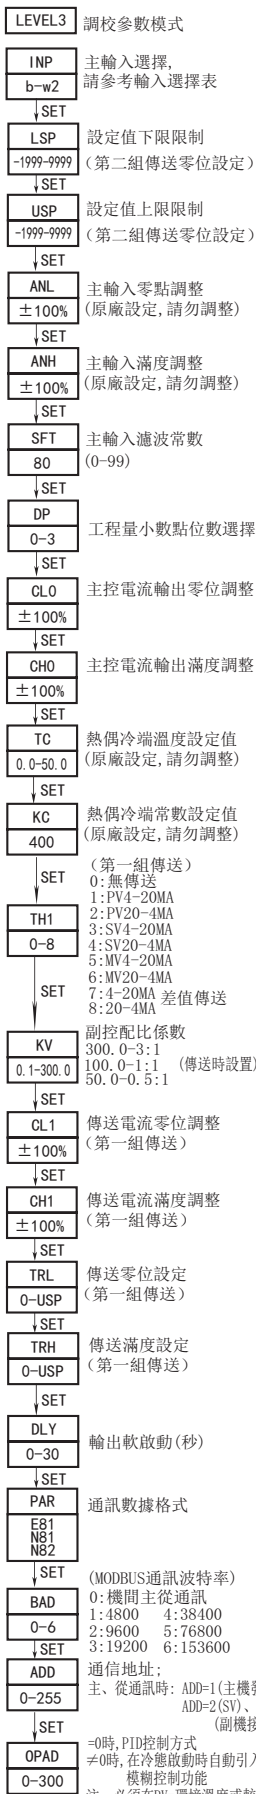 LEVEL3 調校參數模式
INP 主輸入選擇,
b-w2 請參考輸入選擇表
SET
LSP 設定值下限限制
-1999-9999 (第二組傳送零位設定)
SET
USP 設定值上限限制
-1999-9999 (第二組傳送零位設定)
SET
ANL 主輸入零點調整
±100% (原廠設定,請勿調整)
SET
ANH 主輸入滿度調整
±100% (原廠設定,請勿調整)
SET
SFT 主輸入濾波常數
80 (0-99)
SET
DP 工程量小數點位數選擇
0-3
SET
CLO 主控電流輸出零位調整
±100%
SET
CHO 主控電流輸出滿度調整
±100%
SET
TC 熱偶冷端溫度設定值
0.0-50.0 (原廠設定,請勿調整)
SET
KC 熱偶冷端常數設定值
400 (原廠設定,請勿調整)
SET
(第一組傳送)
0:無傳送
1:PV4-20MA
TH1 2:PV20-4MA
3:SV4-20MA
0-8 4:SV20-4MA
5:MV4-20MA
6:MV20-4MA
SET 7:4-20MA 差值傳送
8:20-4MA
KV 副控配比係數
300.0-3:1
0.1-300.0 100.0-1:1 (傳送時設置)
50.0-0.5:1
SET
CL1 傳送電流零位調整
±100% (第一組傳送)
SET
CH1 傳送電流滿度調整
±100% (第一組傳送)
SET
TRL 傳送零位設定
0-USP (第一組傳送)
SET
TRH 傳送滿度設定
0-USP (第一組傳送)
SET
DLY 輸出軟啟動(秒)
0-30
SET
PAR 通訊數據格式
E81
N81
N82
SET
(MODBUS通訊波特率)
BAD 0:機間主從通訊
1:4800 4:38400
0-6 2:9600 5:76800
SET 3:19200 6:153600
ADD 通信地址;
0-255 主、從通訊時: ADD=1(主機
ADD=2(SV)、
SET (副機接
=0時,PID控制方式
OPAD ≠0時,在冷態啟動時自動引
0-300 模糊控制功能